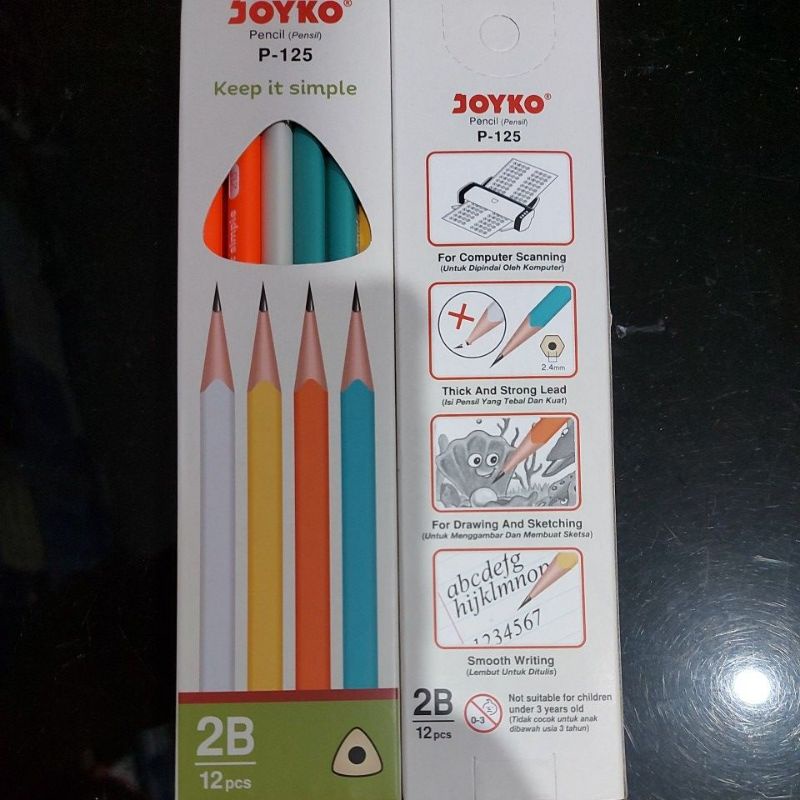 JOYKO®
Pencil (Pensil)
P-125
Keep it simple
simple
2B
12 pcs
JOYKO®
Pencil (Pensil)
P-125
For Computer Scanning
(Untuk Dipindai Oleh Komputer)
2.4mm
Thick And Strong Lead
(Isi Pensil Yang Tebal Dan Kuat)
For Drawing And Sketching
(Untuk Menggambar Dan Membuat Sketsa)
abcdefg
hijklmnop
1234567
Smooth Writing
(Lembut Untuk Ditulis)
2B
12 pcs
0-3
Not suitable for children
under 3 years old
(Tidak cocok untuk anak
dibawah usia 3 tahun)